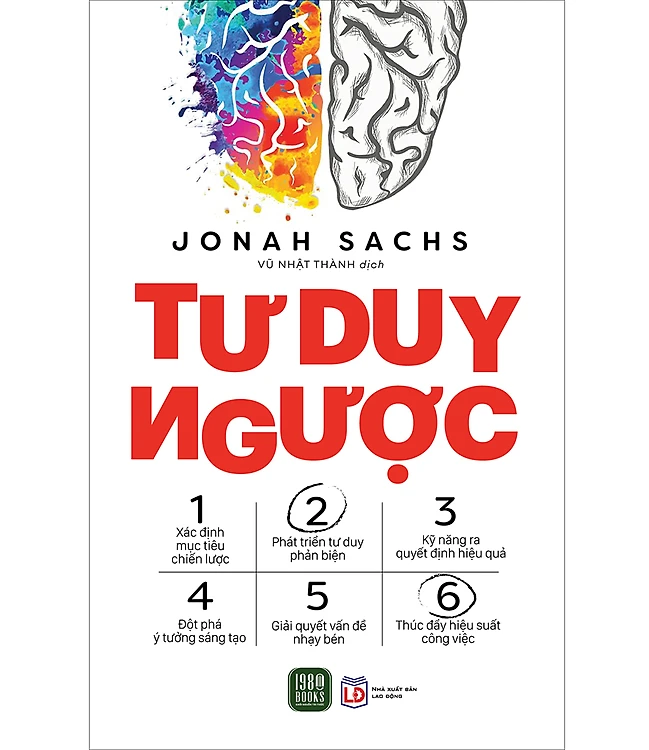 JONAH SACHS
VŨ NHẬT THÀNH dịch
TƯ DUY
NGƯỢC
1
Xác định
mục tiêu
chiến lược
2
Phát triển tư duy
phản biện
3
Kỹ năng ra
quyết định hiệu quả
4
Đột phá
ý tưởng sáng tạo
5
Giải quyết vấn đề
nhạy bén
6
Thúc đẩy hiệu suất
công việc
1980
BOOKS
LĐ
NHÀ XUẤT BẢN
LAO ĐỘNG